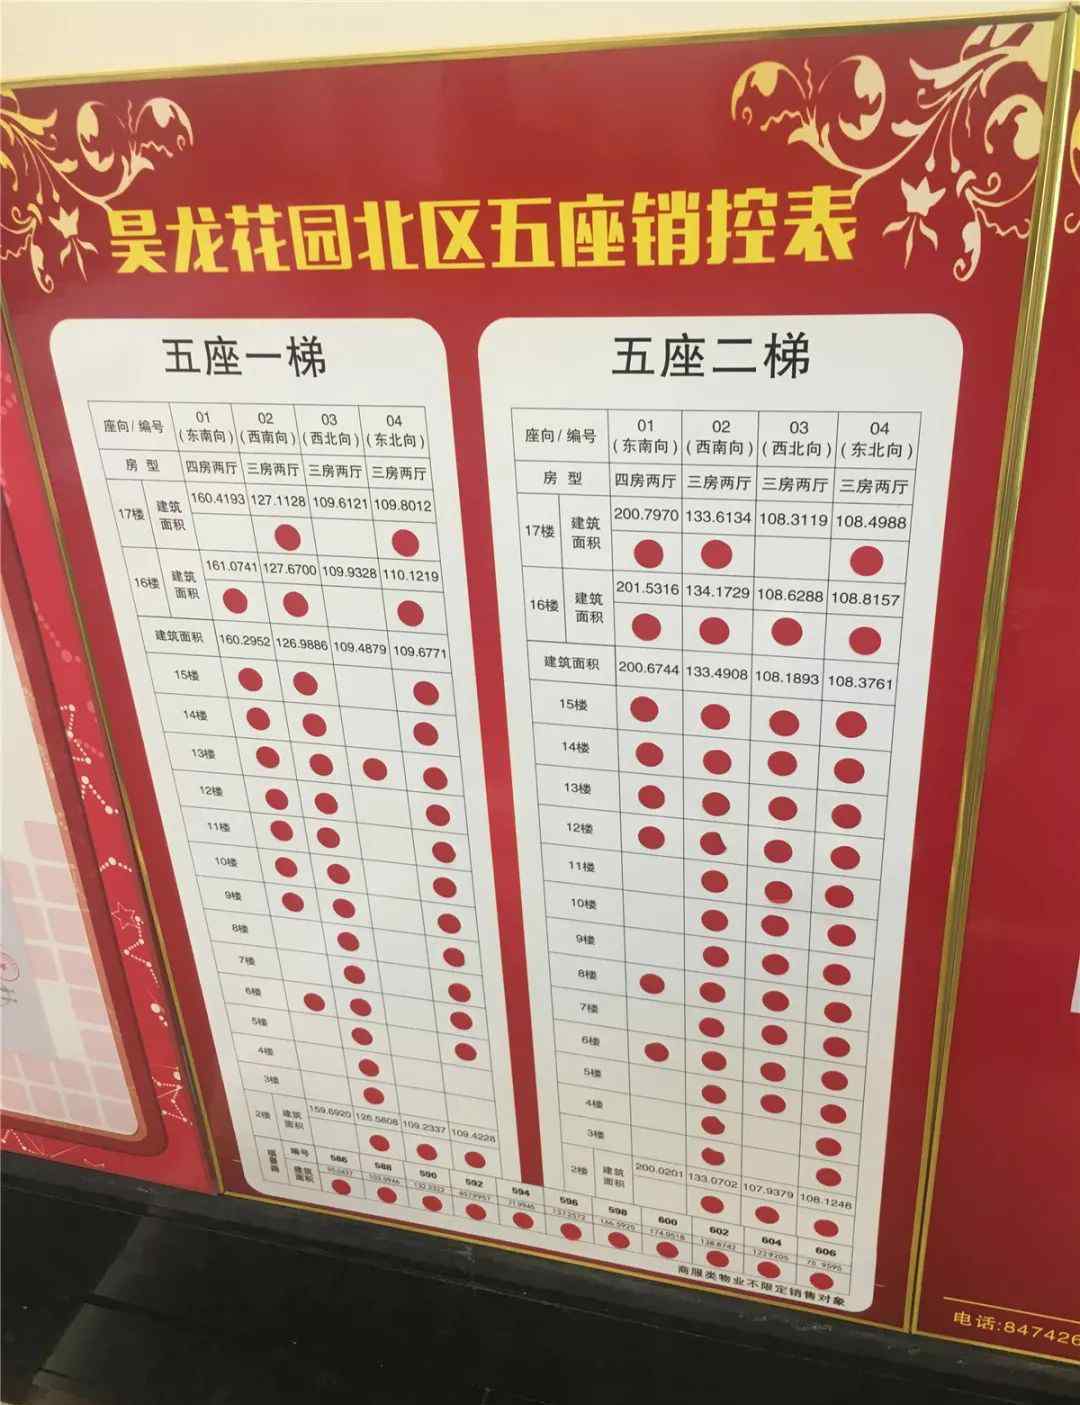 昊龙花园北区五座销控表
五座一梯
座向/编号 01 (东南向) 02 (西南向) 03 (西北向) 04 (东北向)
房 型 四房两厅 三房两厅 三房两厅 三房两厅
17楼 建筑面积 160.4193 127.1128 109.6121 109.8012
16楼 建筑面积 161.0741 127.6700 109.9328 110.1219
建筑面积 160.2952 126.9886 109.4879 109.6771
15楼
14楼
13楼
12楼
11楼
10楼
9楼
8楼
7楼
6楼
5楼
4楼
3楼
2楼 建筑面积 159.6920 126.5808 109.2337 109.4228
五座二梯
座向/编号 01 (东南向) 02 (西南向) 03 (西北向) 04 (东北向)
房 型 四房两厅 三房两厅 三房两厅 三房两厅
17楼 建筑面积 200.7970 133.6134 108.3119 108.4988
16楼 建筑面积 201.5316 134.1729 108.6288 108.8157
建筑面积 200.6744 133.4908 108.1893 108.3761
15楼
14楼
13楼
12楼
11楼
10楼
9楼
8楼
7楼
6楼
5楼
4楼
3楼
2楼 建筑面积 200.0201 133.0702 107.9379 108.1248
编号 586 588 590 592 594 596 598 600 602 604 606
建筑面积
商服类物业不限定销售对象
电话:847426